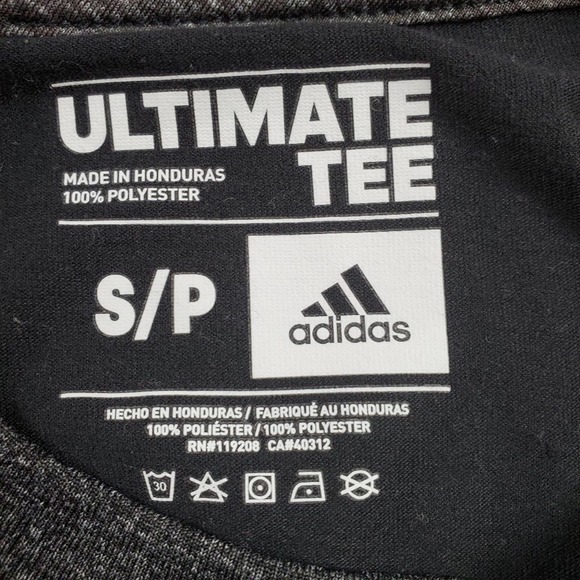 ULTIMATE
TEE
MADE IN HONDURAS
100% POLYESTER
S/P
adidas
HECHO EN HONDURAS / FABRIQUÉ AU HONDURAS
100% POLIÉSTER / 100% POLYESTER
RN#119208 CA#40312
30